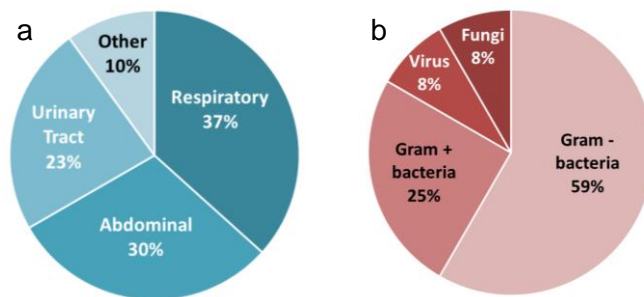 a
Other
10%
Respiratory
37%
Urinary
Tract
23%
Abdominal
30%
b
Fungi
8%
Virus
8%
Gram +
bacteria
25%
Gram -
bacteria
59%